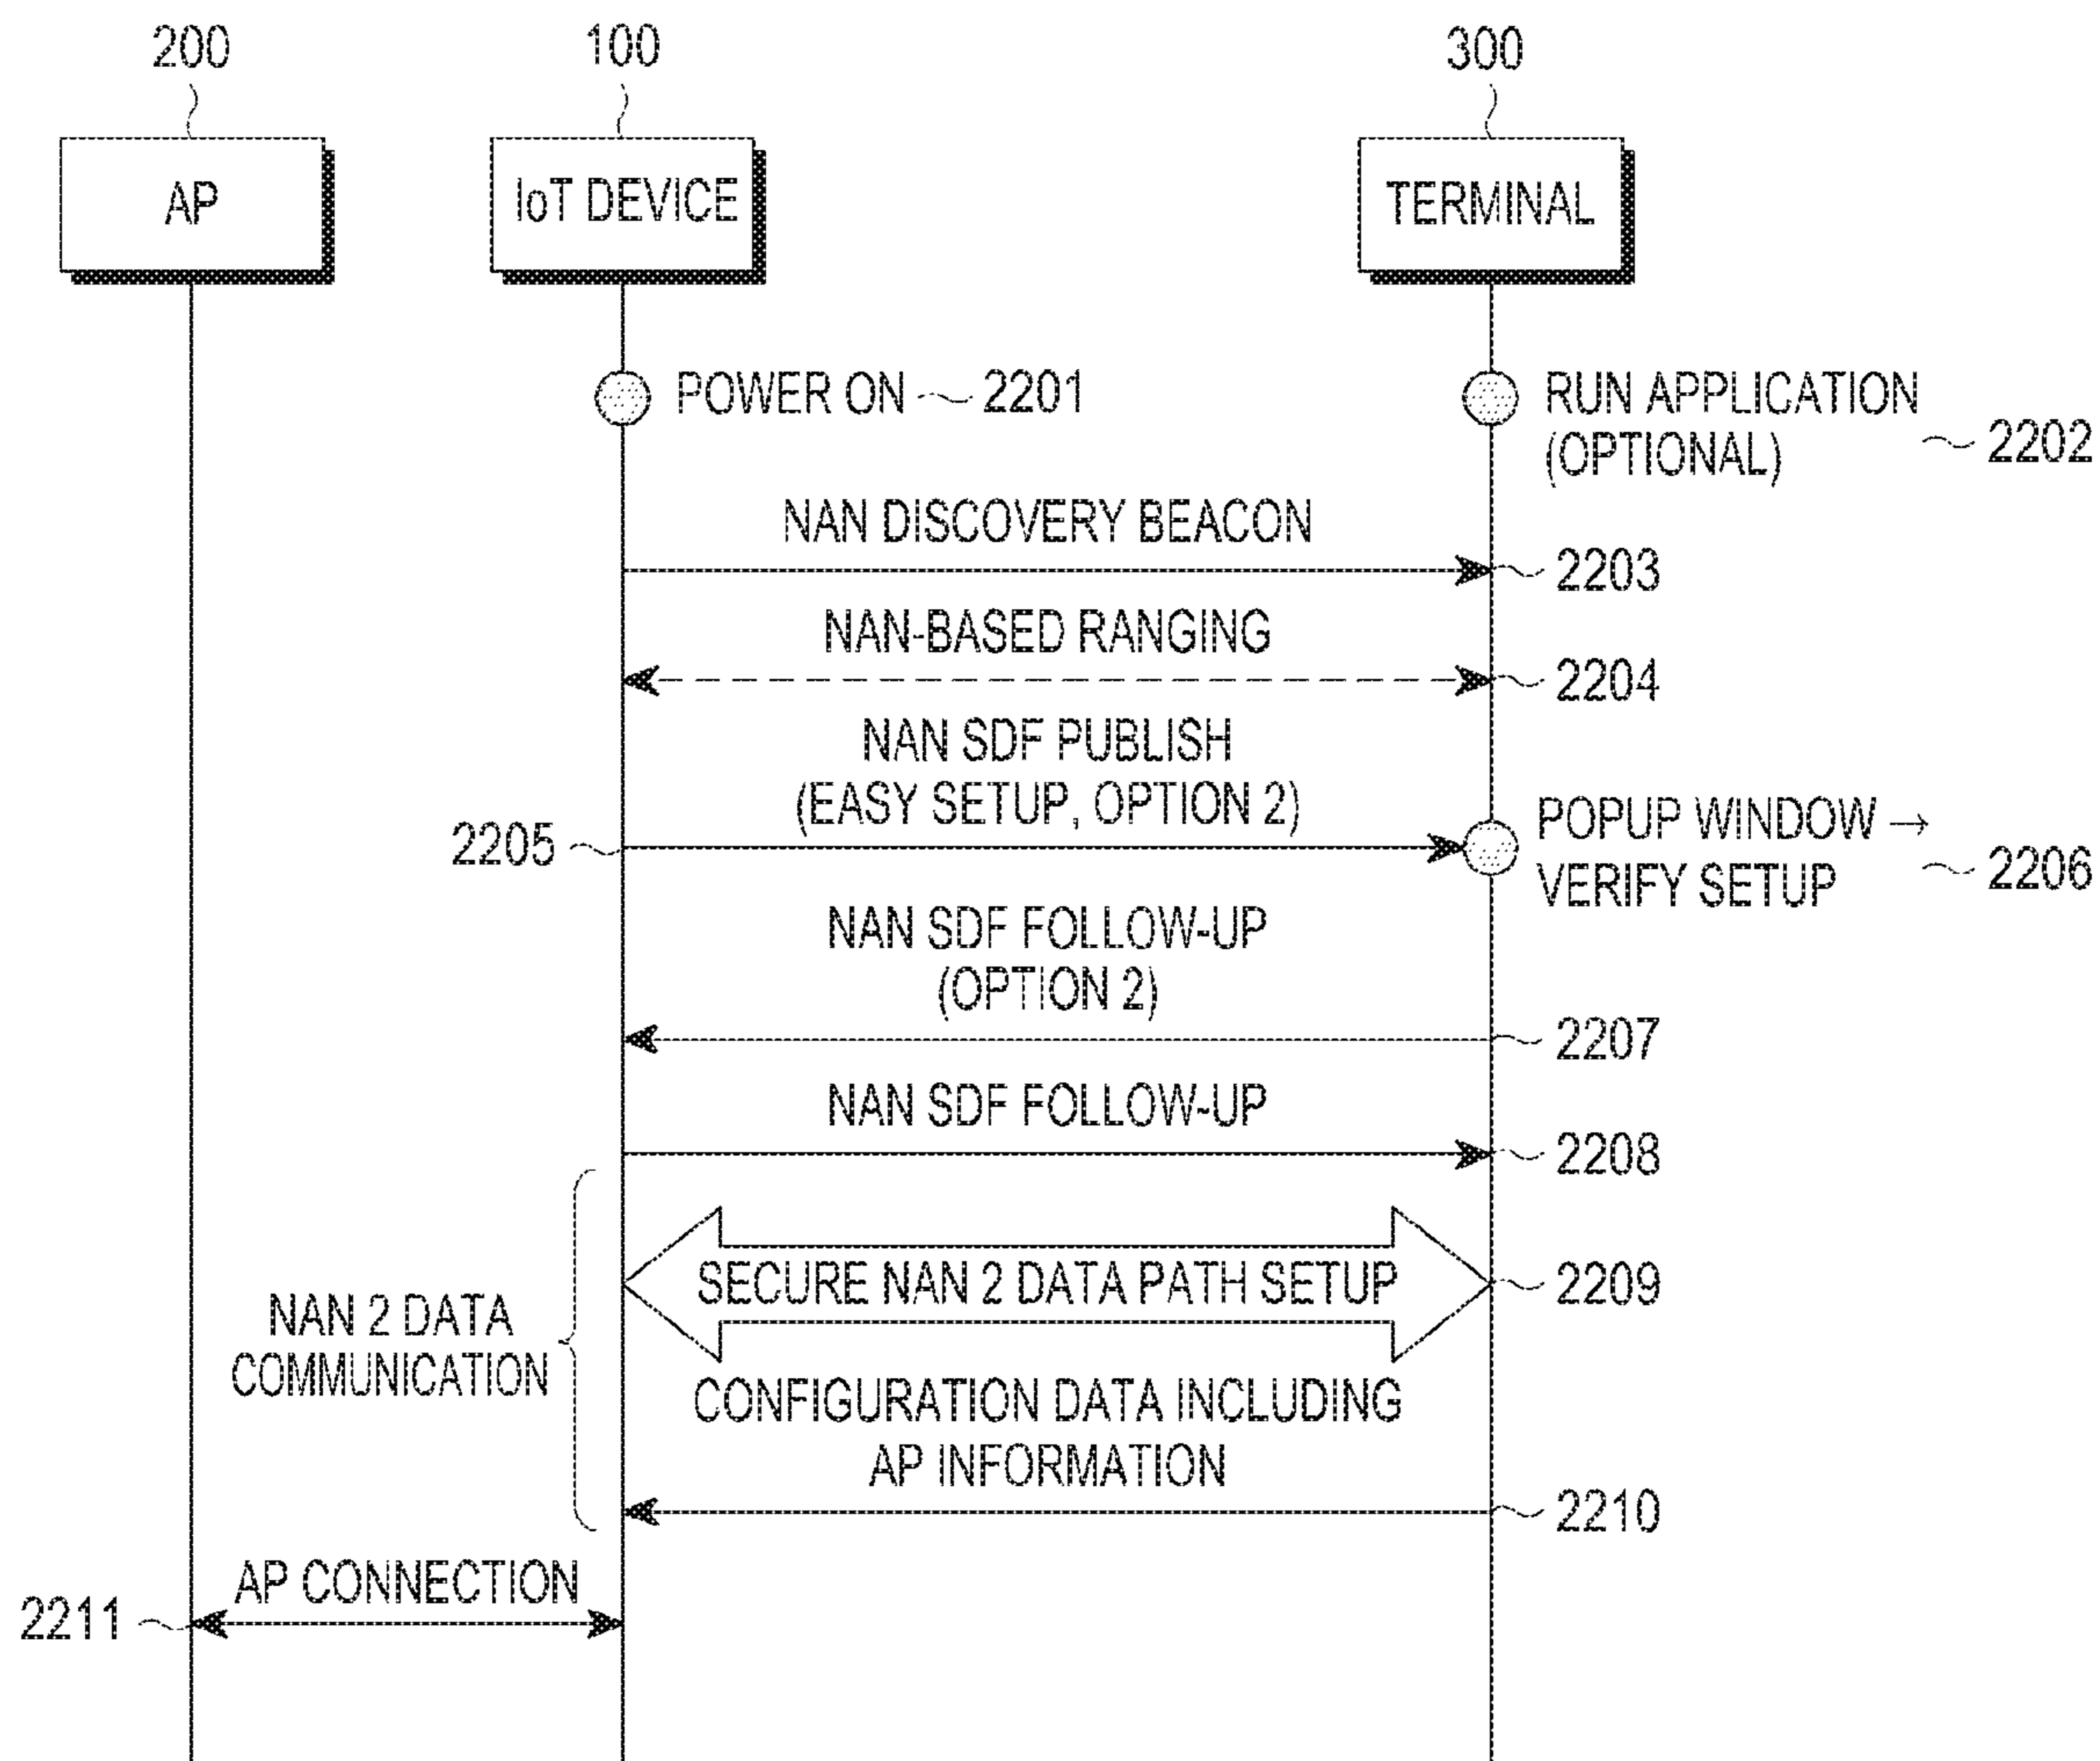 200
100
300
AP
IoT DEVICE
TERMINAL
POWER ON
2201
RUN APPLICATION
(OPTIONAL)
2202
NAN DISCOVERY BEACON
2203
NAN-BASED RANGING
2204
NAN SDF PUBLISH
(EASY SETUP, OPTION 2)
2205
POPUP WINDOW →
VERIFY SETUP
2206
NAN SDF FOLLOW-UP
(OPTION 2)
2207
NAN SDF FOLLOW-UP
2208
SECURE NAN 2 DATA PATH SETUP
2209
NAN 2 DATA
COMMUNICATION
CONFIGURATION DATA INCLUDING
AP INFORMATION
2210
AP CONNECTION
2211